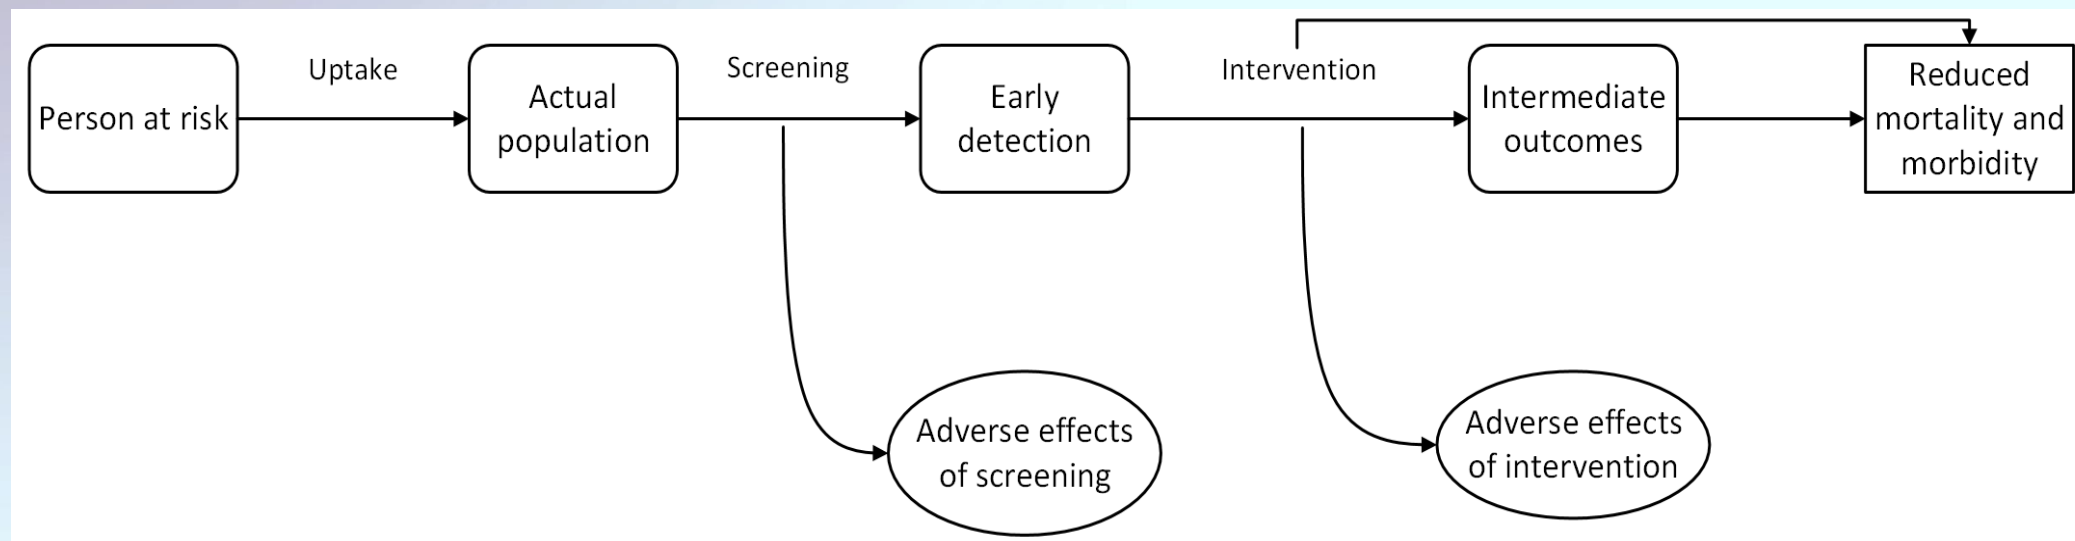 Person at risk
Uptake
Actual
population
Screening
Early
detection
Intervention
Intermediate
outcomes
Reduced
mortality and
morbidity
Adverse effects
of screening
Adverse effects
of intervention